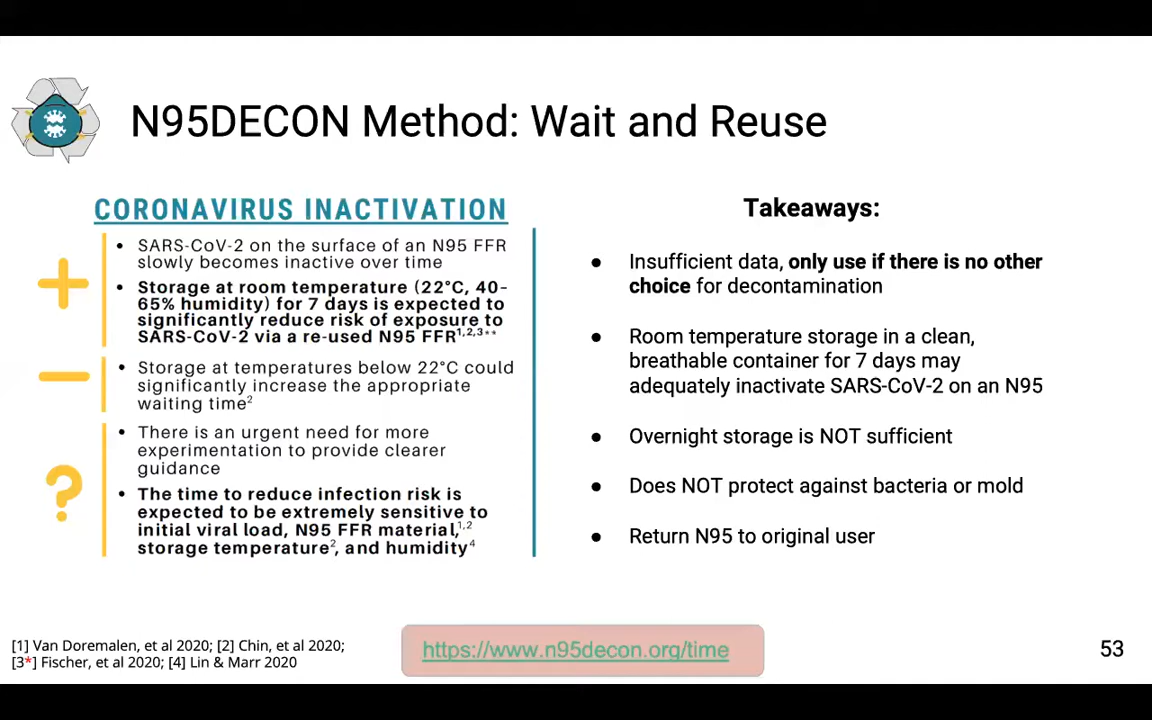 N95DECON Method: Wait and Reuse
CORONAVIRUS INACTIVATION
+
• SARS-CoV-2 on the surface of an N95 FFR
slowly becomes inactive over time
• Storage at room temperature (22°C, 40-
65% humidity) for 7 days is expected to
significantly reduce risk of exposure to
SARS-CoV-2 via a re-used N95 FFR1,2,3**
−
• Storage at temperatures below 22°C could
significantly increase the appropriate
waiting time2
?
• There is an urgent need for more
experimentation to provide clearer
guidance
• The time to reduce infection risk is
expected to be extremely sensitive to
initial viral load, N95 FFR material,1,2
storage temperature2, and humidity4
Takeaways:
● Insufficient data, only use if there is no other
choice for decontamination
● Room temperature storage in a clean,
breathable container for 7 days may
adequately inactivate SARS-CoV-2 on an N95
● Overnight storage is NOT sufficient
● Does NOT protect against bacteria or mold
● Return N95 to original user
[1] Van Doremalen, et al 2020; [2] Chin, et al 2020;
[3*] Fischer, et al 2020; [4] Lin & Marr 2020
https://www.n95decon.org/time
53